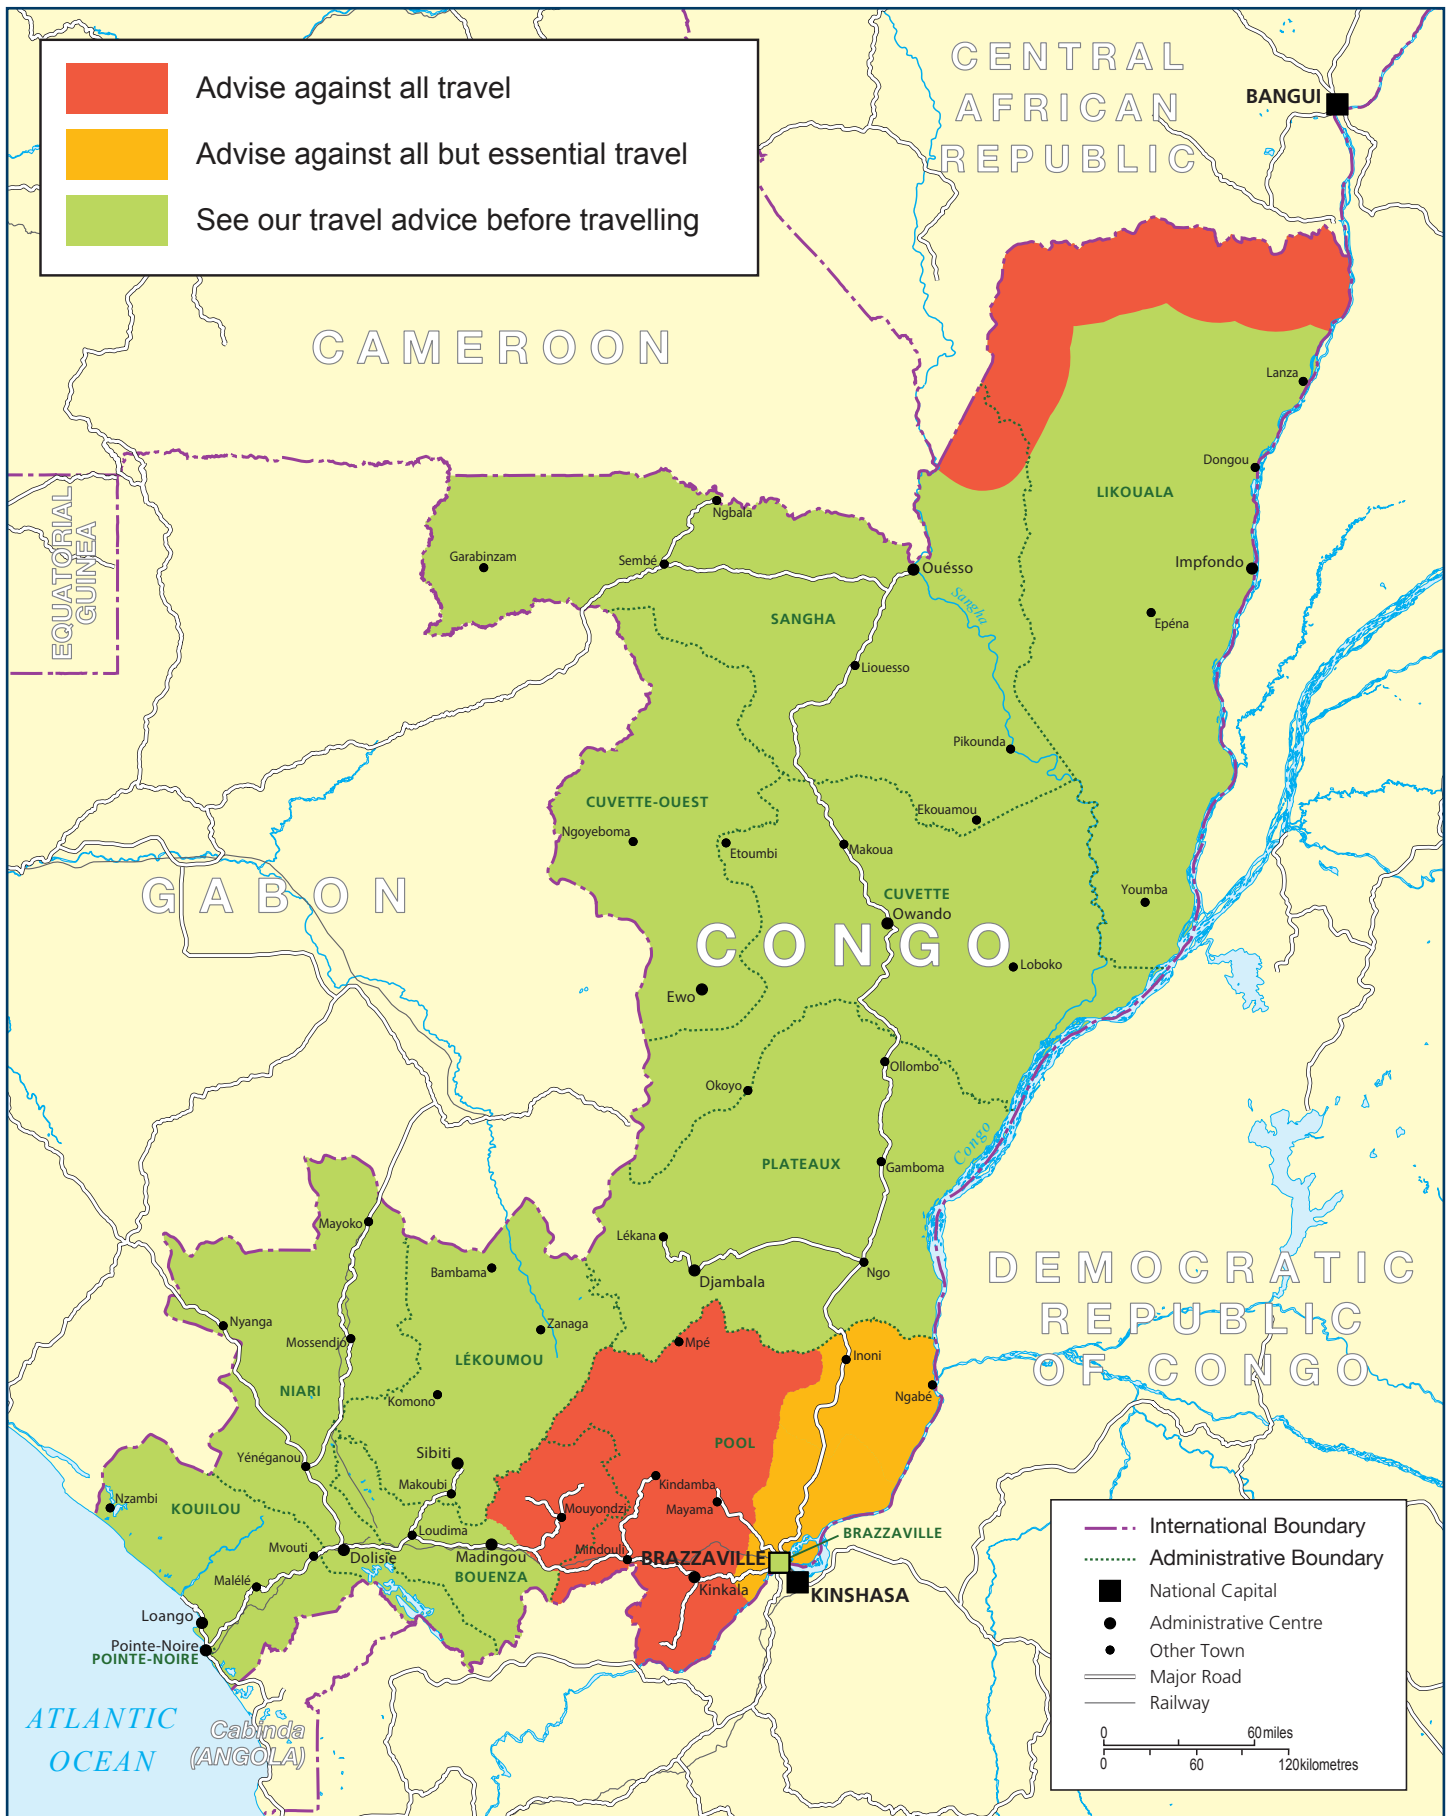 Advise against all travel
Advise against all but essential travel
See our travel advice before travelling
CENTRAL
AFRICAN
REPUBLIC
BANGUI
CAMEROON
Lanza
Dongou
LIKOUALA
EQUATORIAL
GUINEA
Ngbala
Garabinzam
Sembé
Ouésso
Impfondo
Sangha
SANGHA
Epéna
Liouesso
Pikounda
CUVETTE-OUEST
Ekouamou
Ngoyeboma
Etoumbi
Makoua
GABON
CUVETTE
Youmba
Owando
CONGO
Loboko
Ewo
Ollombo
Okoyo
Congo
PLATEAUX
Gamboma
Mayoko
Lékana
Bambama
Djambala
Ngo
DEMOCRATIC
REPUBLIC
OF CONGO
Nyanga
Zanaga
Mossendjo
Mpé
Inoni
LÉKOUMOU
NIARI
Komono
Ngabé
POOL
Sibiti
Yénéganou
Makoubi
Kindamba
Nzambi
KOUILOU
Mouyondzi
Mayama
Loudima
BRAZZAVILLE
Mvouti
Dolisie
Madingou
Mindouli
BRAZZAVILLE
BOUENZA
Malélé
Kinkala
KINSHASA
Loango
Pointe-Noire
POINTE-NOIRE
ATLANTIC
OCEAN
Cabinda
(ANGOLA)
International Boundary
Administrative Boundary
National Capital
Administrative Centre
Other Town
Major Road
Railway
0 60 miles
0 60 120 kilometres